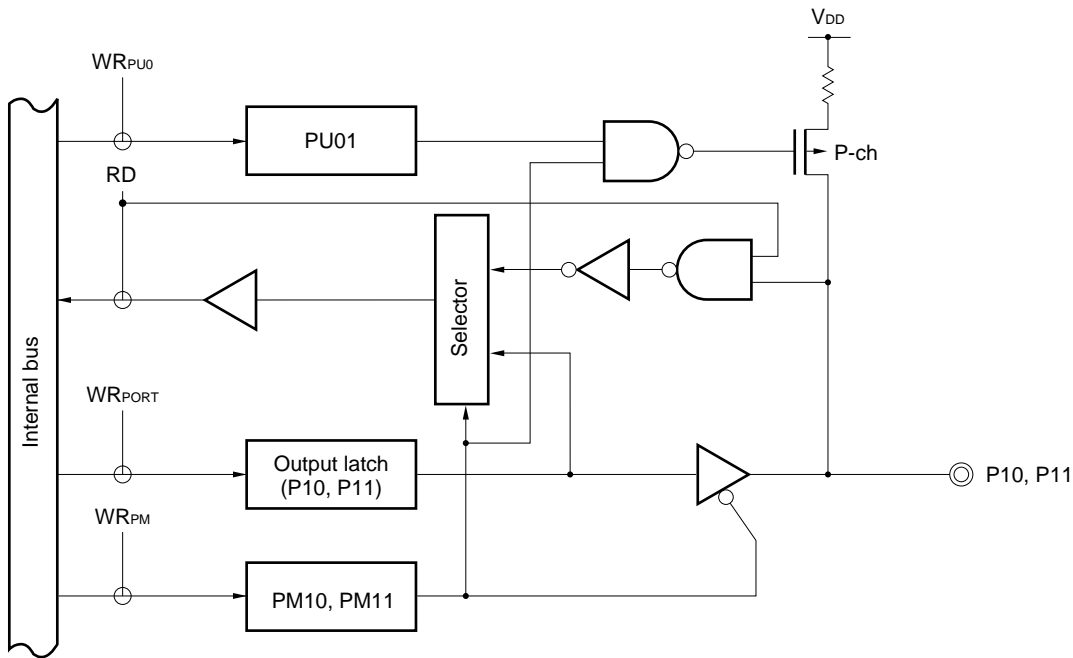 VDD
WRPU0
PU01
P-ch
RD
Selector
Internal bus
WRPORT
Output latch
(P10, P11)
P10, P11
WRPM
PM10, PM11